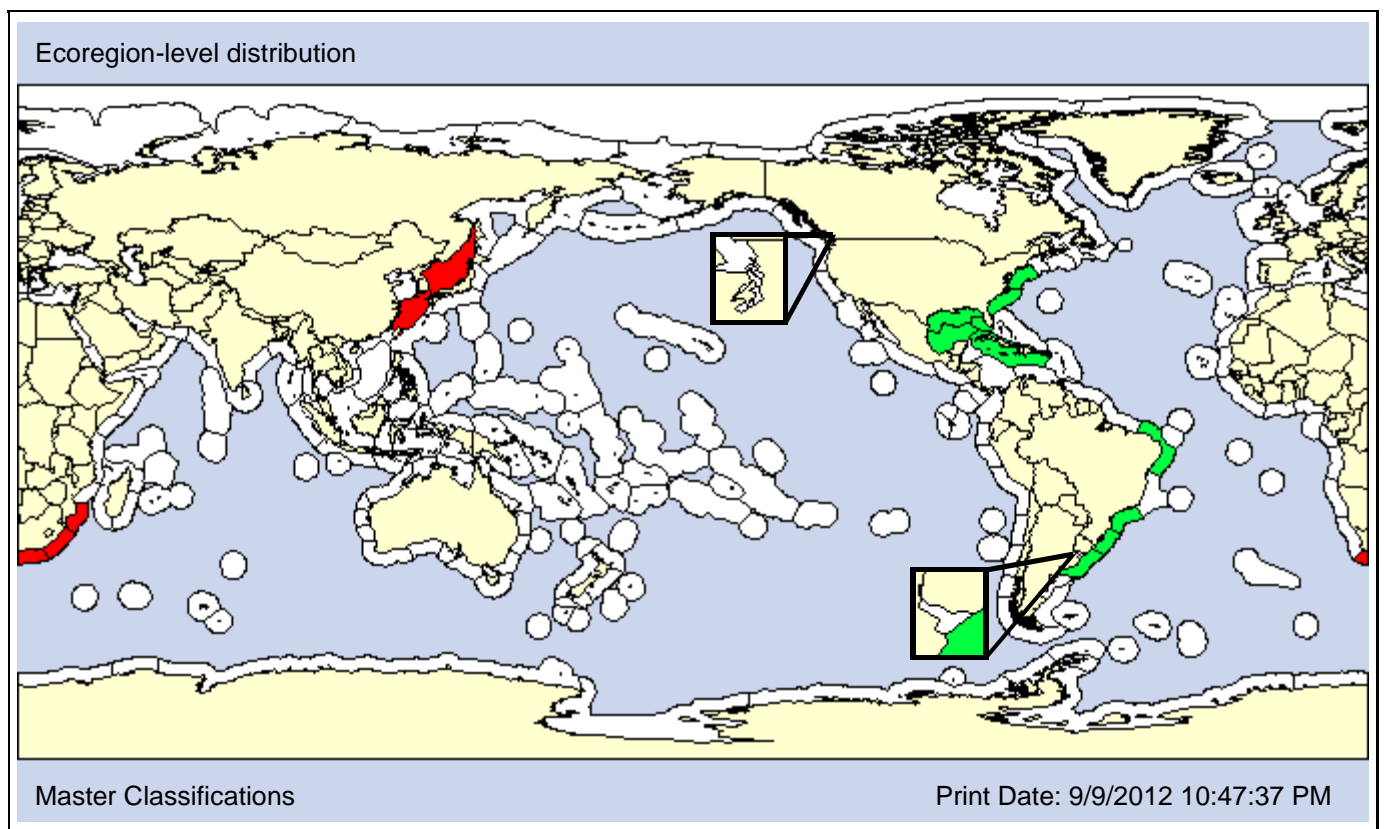 Ecoregion-level distribution
Master Classifications
Print Date: 9/9/2012 10:47:37 PM